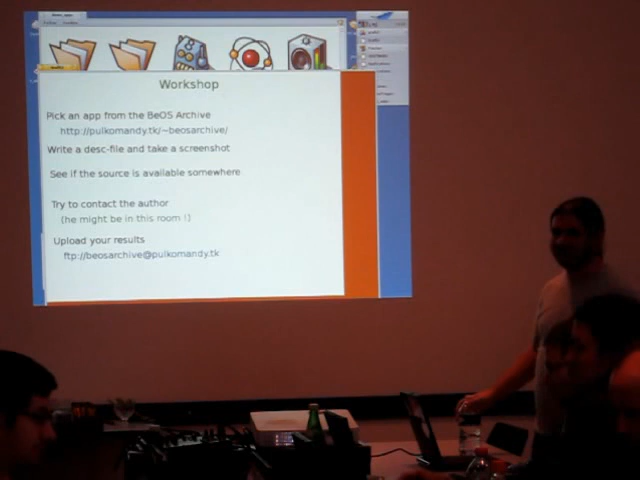 Workshop
Pick an app from the BeOS Archive
http://pulkomandy.tk/~beosarchive/
Write a desc-file and take a screenshot
See if the source is available somewhere
Try to contact the author
(he might be in this room !)
Upload your results
ftp://beosarchive@pulkomandy.tk